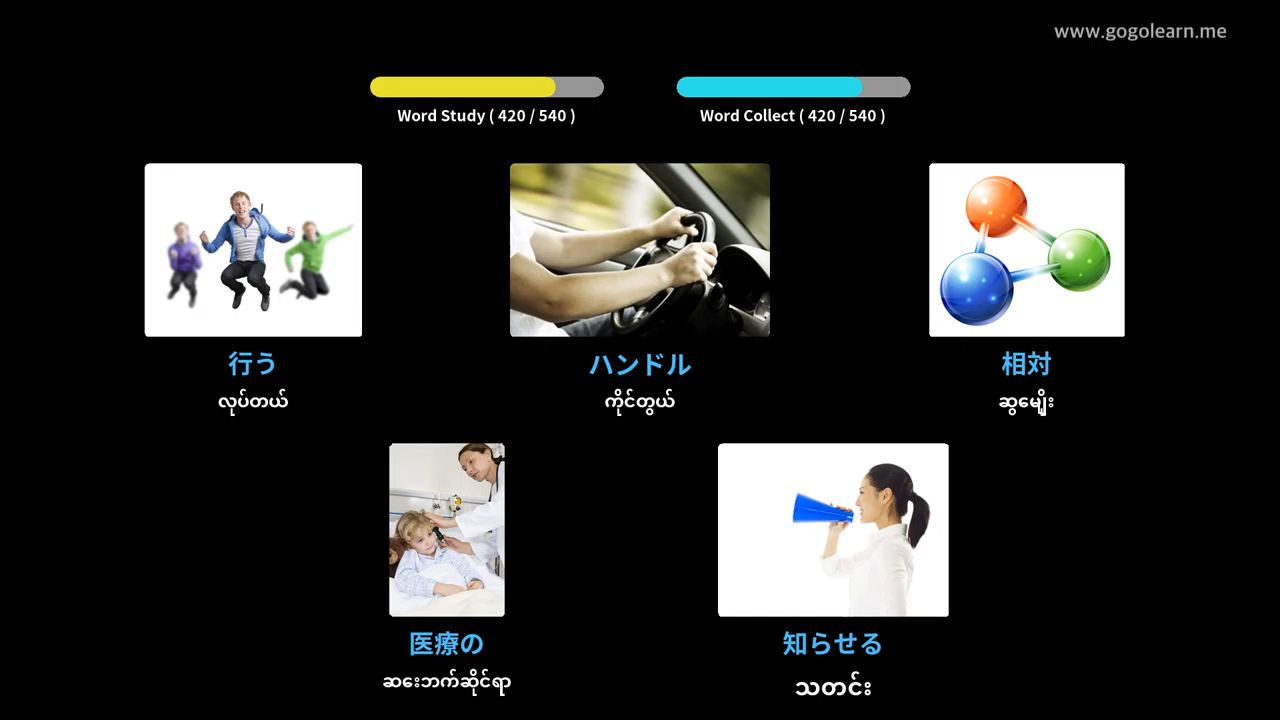 www.gogolearn.me
Word Study ( 420 / 540 )
Word Collect ( 420 / 540 )
行う
လုပ်တယ်
ハンドル
ကိုင်တွယ်
相対
ဆွေမျိုး
医療の
ဆေးဘက်ဆိုင်ရာ
知らせる
သတင်း